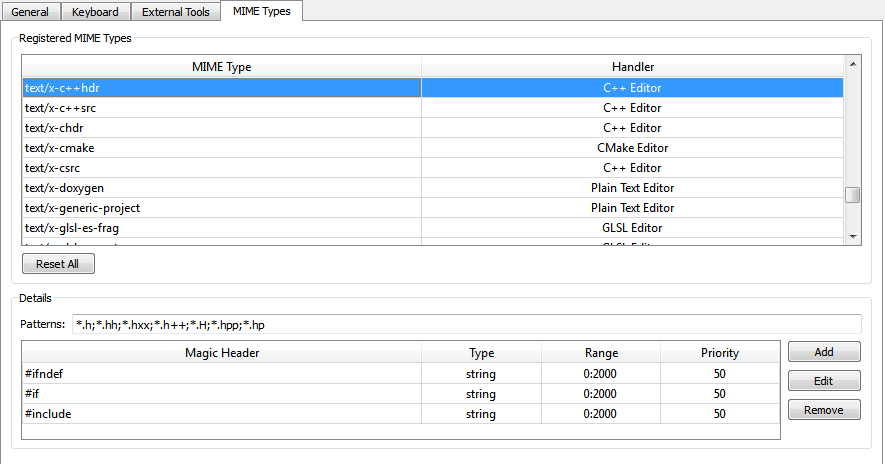 General Keyboard External Tools MIME Types
Registered MIME Types
MIME Type Handler
text/x-c++hdr C++ Editor
text/x-c++src C++ Editor
text/x-chdr C++ Editor
text/x-cmake CMake Editor
text/x-csrc C++ Editor
text/x-doxygen Plain Text Editor
text/x-generic-project Plain Text Editor
text/x-glsl-es-frag GLSL Editor
GLSL Editor
Reset All
Details
Patterns: *.h;*.hh;*.hxx;*.h++;*.H;*.hpp;*.hp
Magic Header Type Range Priority Add
#ifndef string 0:2000 50
Edit
#if string 0:2000 50
#include string 0:2000 50 Remove